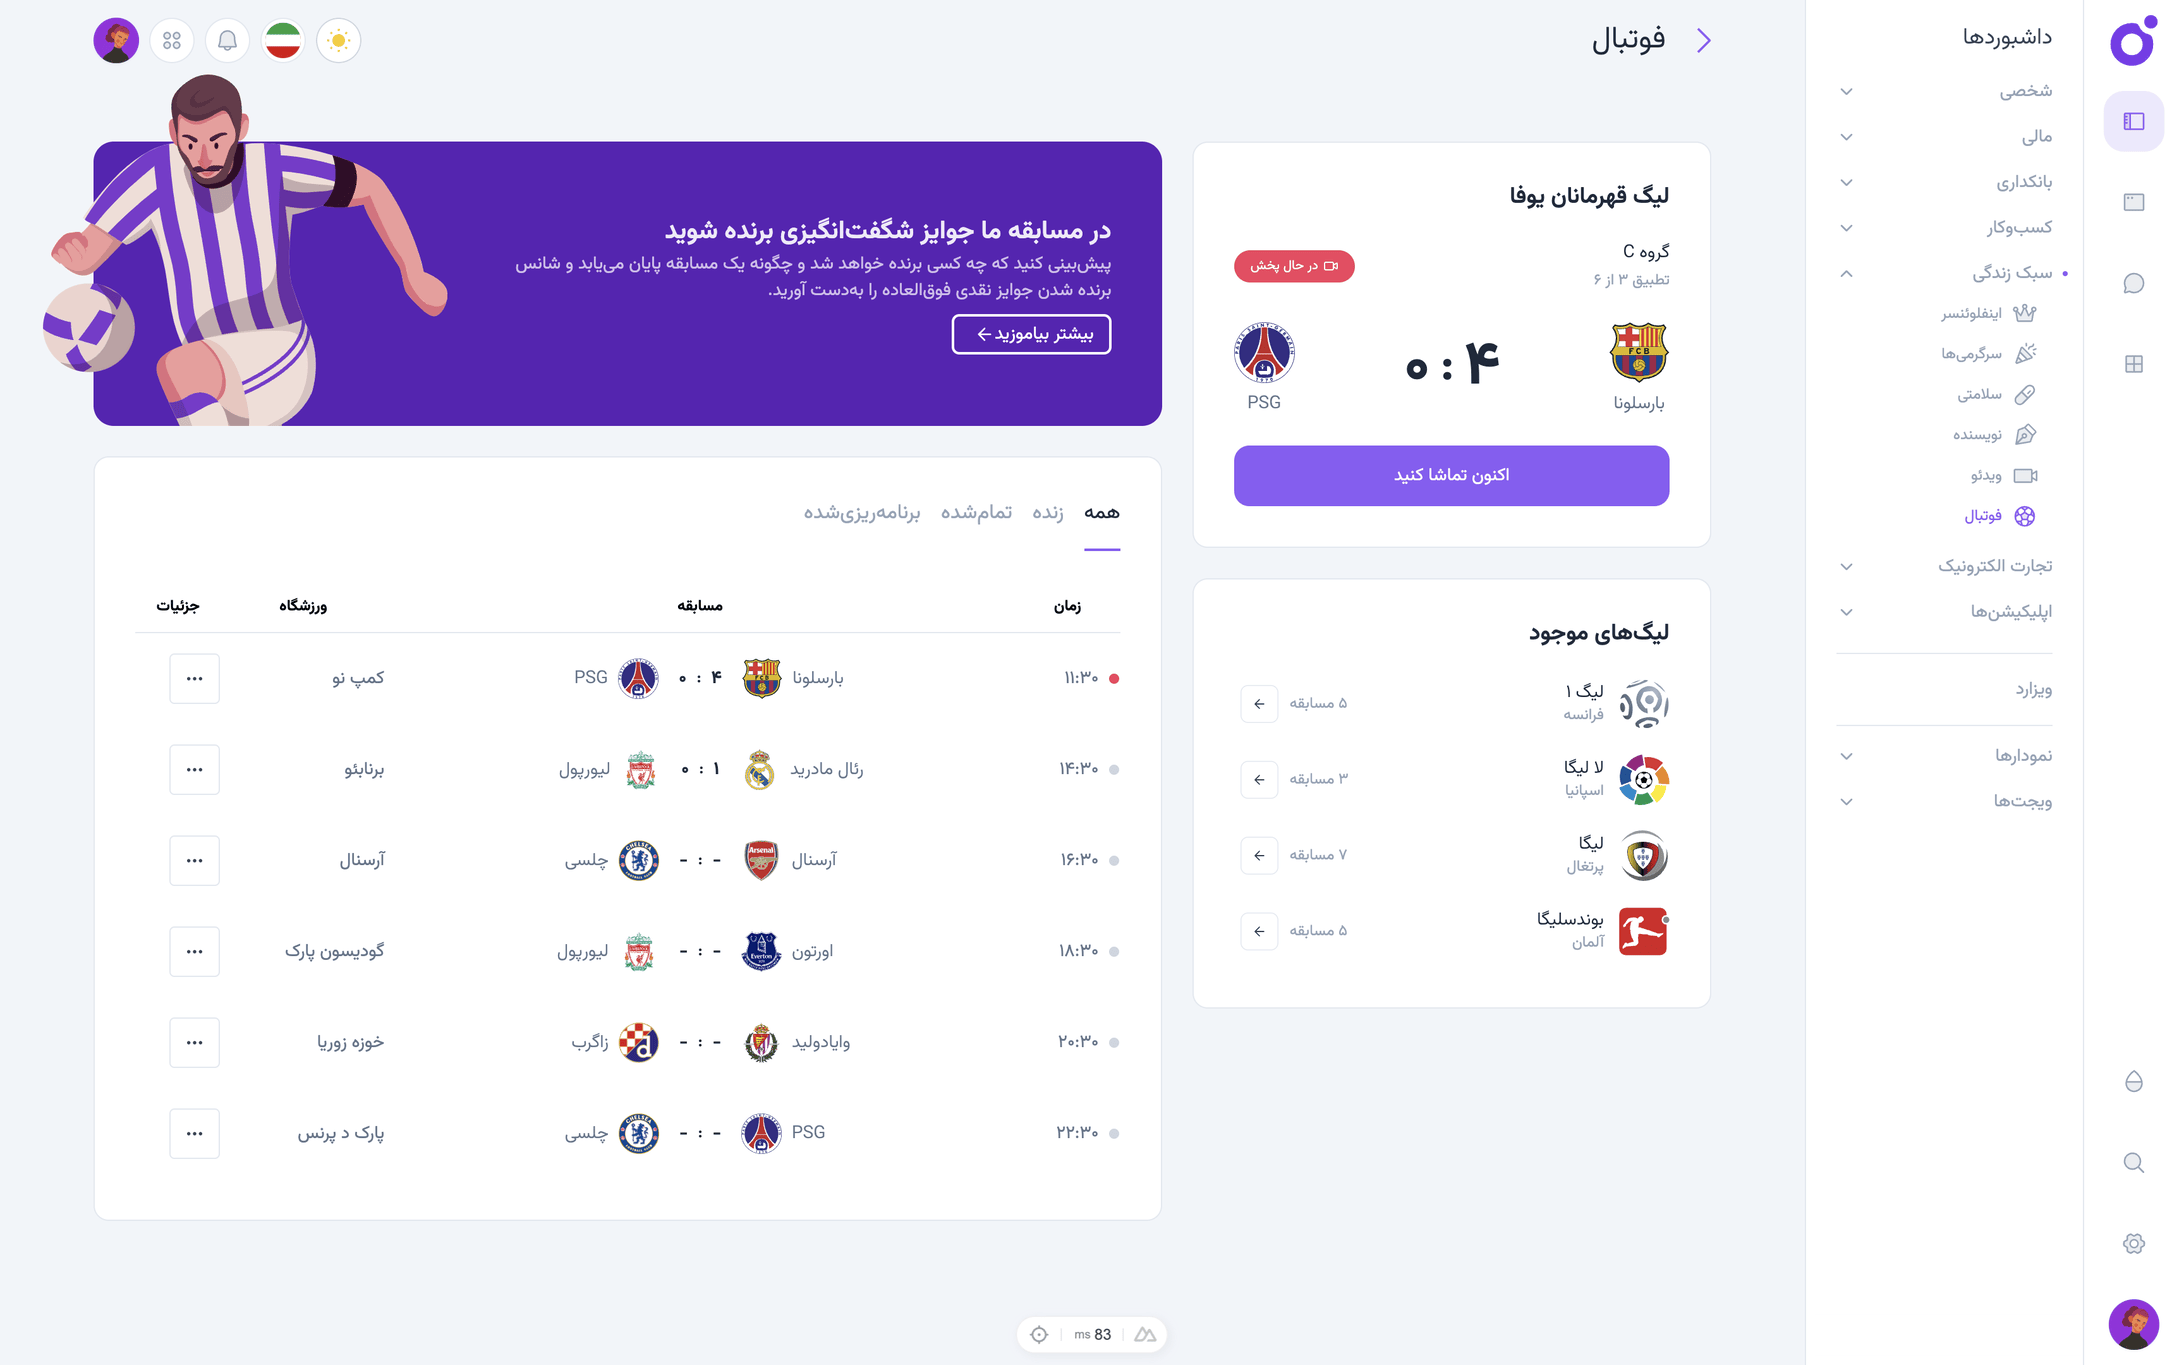 داشبوردها
شخصی
مالی
بانکداری
کسب‌وکار
سبک زندگی
اینفلوئنسر
سرگرمی‌ها
سلامتی
نویسنده
ویدئو
فوتبال
تجارت الکترونیک
اپلیکیشن‌ها
ویزارد
نمودارها
ویجت‌ها
فوتبال
لیگ قهرمانان یوفا
گروه C
تطبیق ۳ از ۶
در حال پخش
۴ : ۰
بارسلونا
PSG
اکنون تماشا کنید
لیگ‌های موجود
لیگ ۱
فرانسه
۵ مسابقه
لا لیگا
اسپانیا
۳ مسابقه
لیگا
پرتغال
۷ مسابقه
بوندسلیگا
آلمان
۵ مسابقه
در مسابقه ما جوایز شگفت‌انگیزی برنده شوید
پیش‌بینی کنید که چه کسی برنده خواهد شد و چگونه یک مسابقه پایان می‌یابد و شانس
برنده شدن جوایز نقدی فوق‌العاده را به‌دست آورید.
بیشتر بیاموزید
همه زنده تمام‌شده برنامه‌ریزی‌شده
زمان مسابقه ورزشگاه جزئیات
۱۱:۳۰ بارسلونا ۴ : ۰ PSG کمپ نو
۱۴:۳۰ رئال مادرید ۱ : ۰ لیورپول برنابئو
۱۶:۳۰ آرسنال - : - چلسی آرسنال
۱۸:۳۰ اورتون - : - لیورپول گودیسون پارک
۲۰:۳۰ وایادولید - : - زاگرب خوزه زوریا
۲۲:۳۰ PSG - : - چلسی پارک د پرنس
83 ms